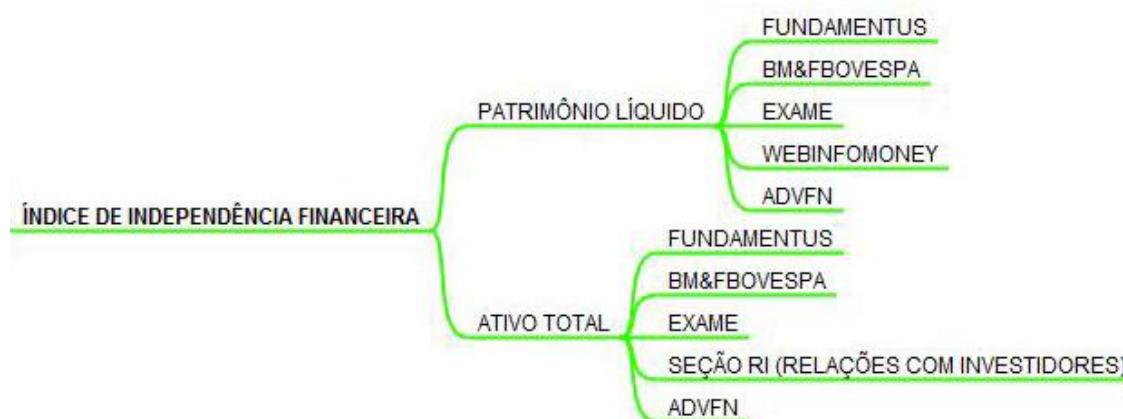 FUNDAMENTUS
BM&FBOVESPA
PATRIMÔNIO LÍQUIDO
EXAME
WEBINFOMONEY
ADVFN
ÍNDICE DE INDEPENDÊNCIA FINANCEIRA
FUNDAMENTUS
BM&FBOVESPA
ATIVO TOTAL
EXAME
SEÇÃO RI (RELAÇÕES COM INVESTIDORES)
ADVFN